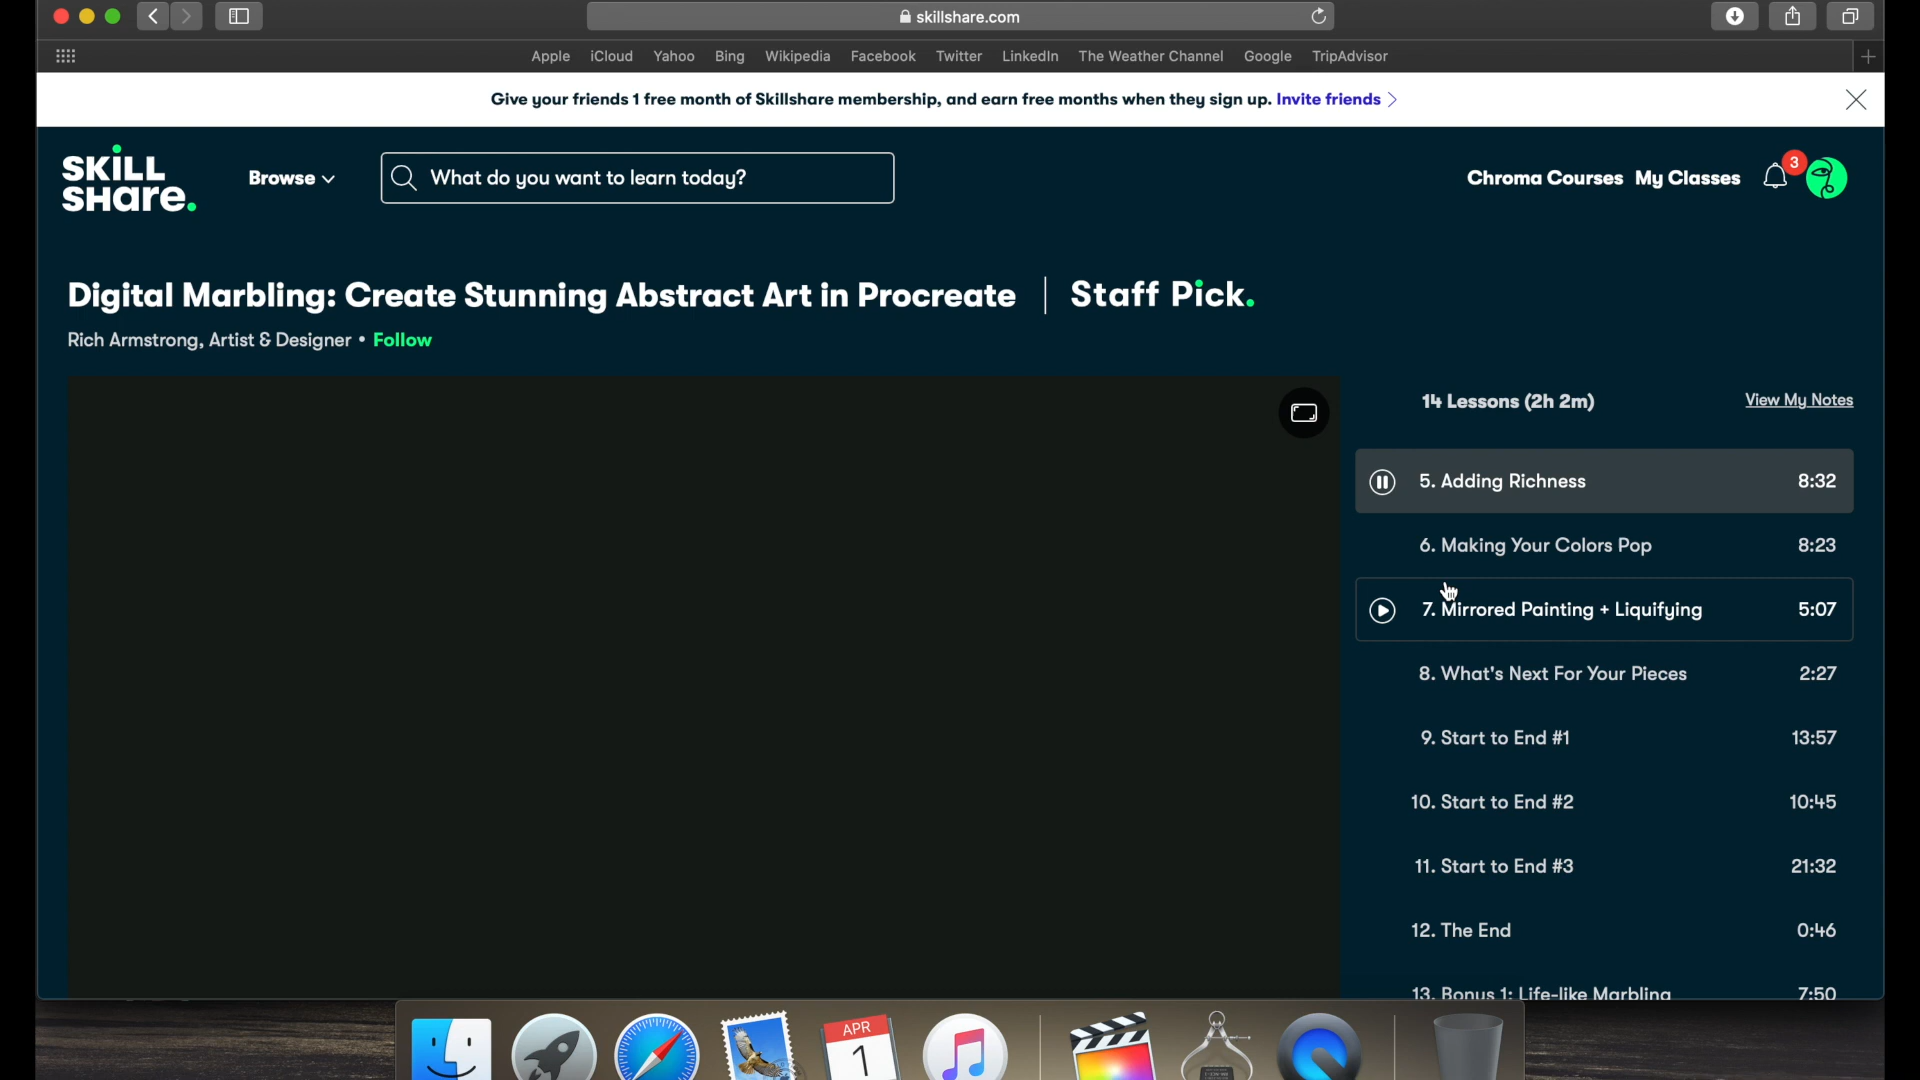 skillshare.com
Apple iCloud Yahoo Bing Wikipedia Facebook Twitter LinkedIn The Weather Channel Google TripAdvisor
Give your friends 1 free month of Skillshare membership, and earn free months when they sign up. Invite friends >
SKILL
SHare.
Browse
What do you want to learn today?
Chroma Courses My Classes
3
Digital Marbling: Create Stunning Abstract Art in Procreate | Staff Pick.
Rich Armstrong, Artist & Designer • Follow
14 Lessons (2h 2m) View My Notes
5. Adding Richness 8:32
6. Making Your Colors Pop 8:23
7. Mirrored Painting + Liquifying 5:07
8. What's Next For Your Pieces 2:27
9. Start to End #1 13:57
10. Start to End #2 10:45
11. Start to End #3 21:32
12. The End 0:46
13. Bonus 1: Life-like Marbling 7:50
APR
1